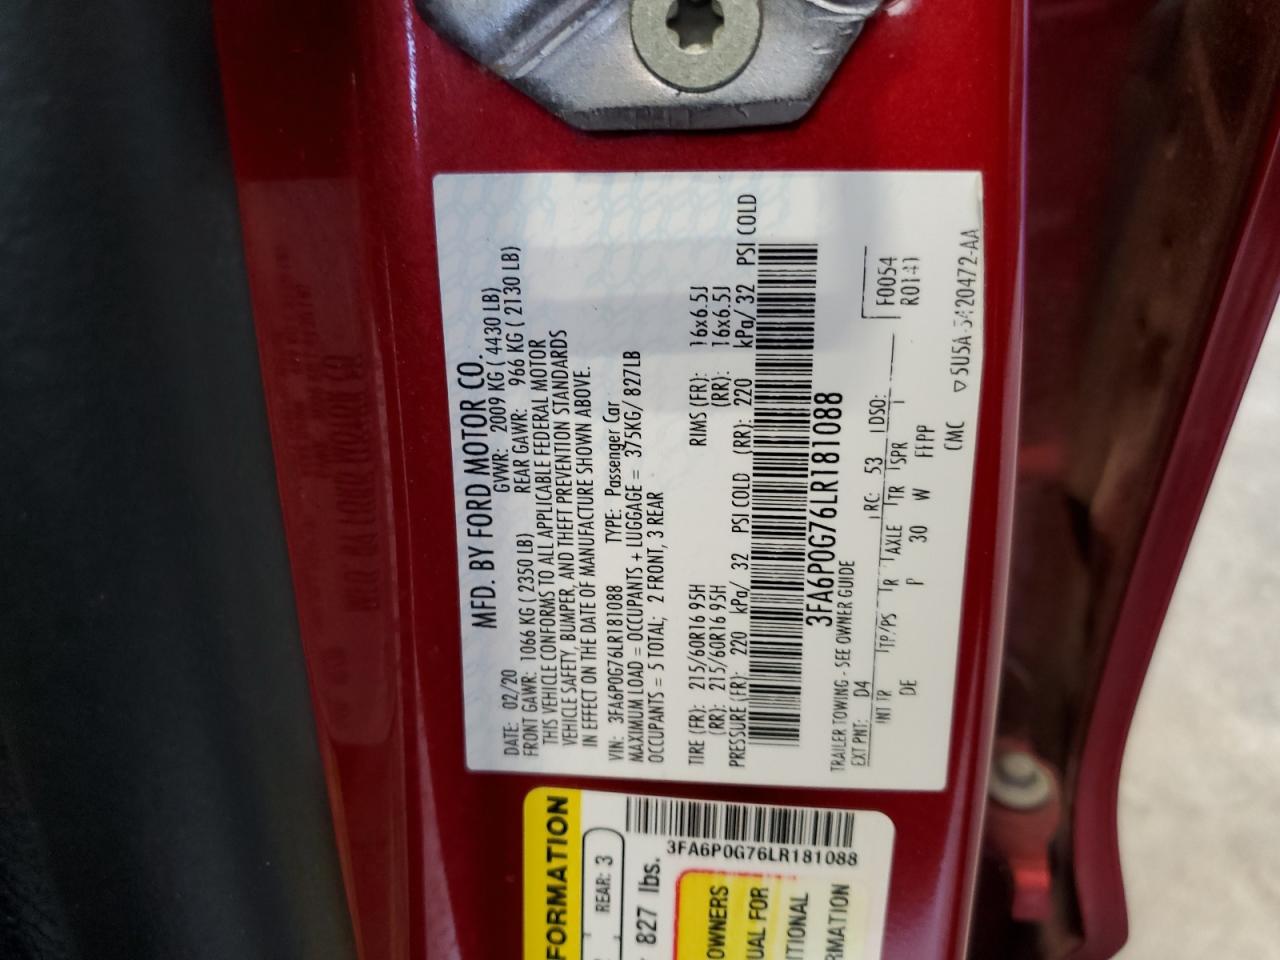 MFD. BY FORD MOTOR CO.
DATE: 02/20 GVWR: 2009 KG ( 4430 LB)
FRONT GAWR: 1066 KG ( 2350 LB) REAR GAWR: 966 KG ( 2130 LB)
THIS VEHICLE CONFORMS TO ALL APPLICABLE FEDERAL MOTOR
VEHICLE SAFETY, BUMPER, AND THEFT PREVENTION STANDARDS
IN EFFECT ON THE DATE OF MANUFACTURE SHOWN ABOVE.
VIN: 3FA6P0G76LR181088 TYPE: Passenger Car
MAXIMUM LOAD = OCCUPANTS + LUGGAGE = 375KG/ 827LB
OCCUPANTS = 5 TOTAL; 2 FRONT, 3 REAR
TIRE (FR): 215/60R16 95H RIMS (FR): 16x6.5J
(RR): 215/60R16 95H (RR): 16x6.5J
PRESSURE (FR): 220 kPa/ 32 PSI COLD (RR): 220 kPa/ 32 PSI COLD
3FA6P0G76LR181088
TRAILER TOWING - SEE OWNER GUIDE
EXT PNT: D4 RC: 53 DSO: F0054
INT TR TP/PS R AXLE TR SPR R0141
DE P 30 W FFPP
CMC ▽5U5A-5420472-AA
FORMATION
REAR: 3
827 lbs.
3FA6P0G76LR181088
OWNERS
UAL FOR
ITIONAL
RMATION